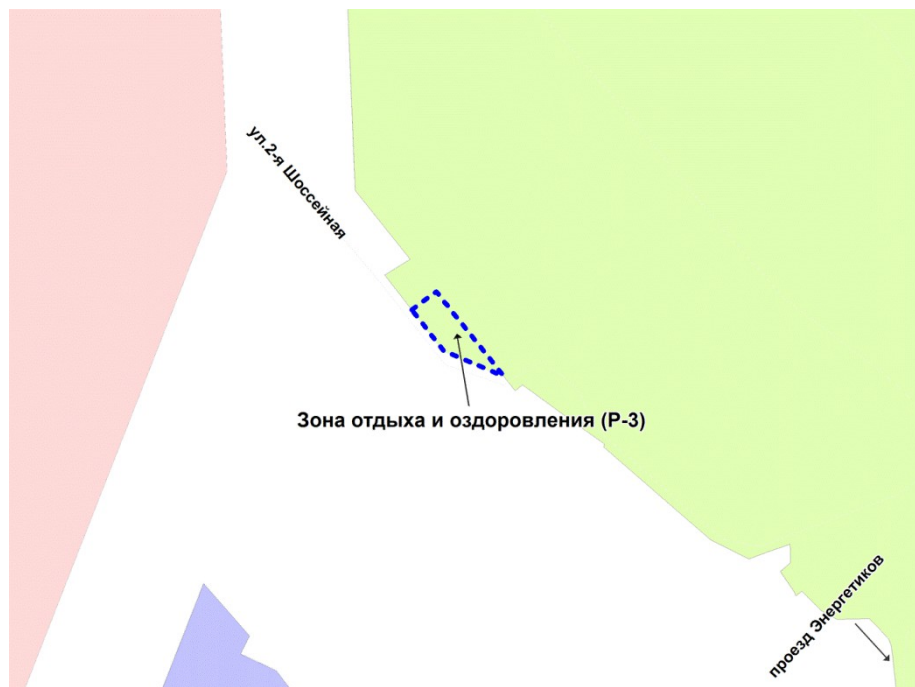 ул.2-я Шоссейная
Зона отдыха и оздоровления (Р-3)
проезд Энергетиков